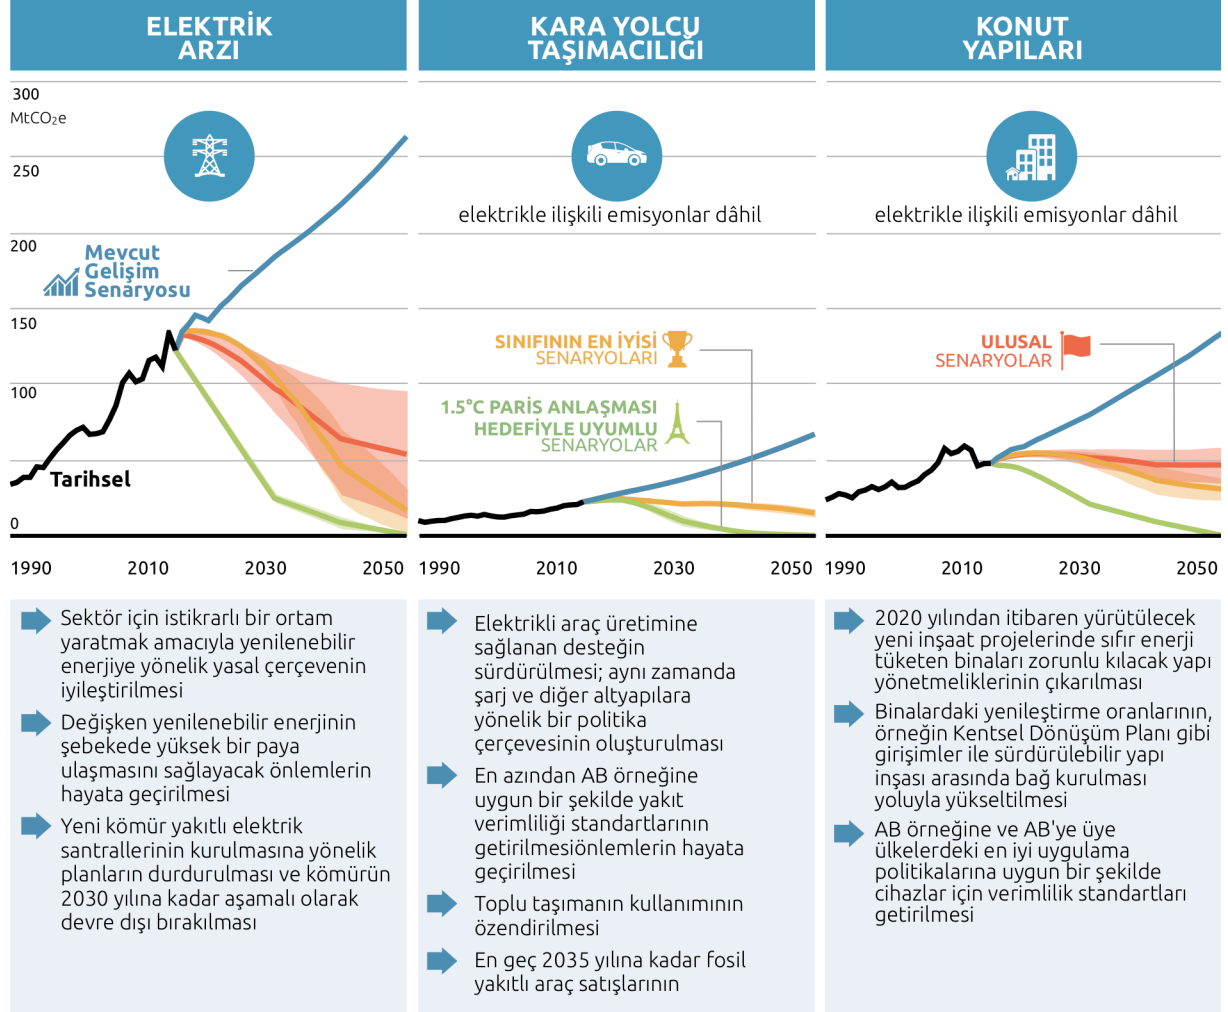 ELEKTRİK
ARZI
300
MtCO₂e
250
200
Mevcut
Gelişim
Senaryosu
150
100
Tarihsel
0
1990 2010 2030 2050
Sektör için istikrarlı bir ortam
yaratmak amacıyla yenilenebilir
enerjiye yönelik yasal çerçevenin
iyileştirilmesi
Değişken yenilenebilir enerjinin
şebekede yüksek bir paya
ulaşmasını sağlayacak önlemlerin
hayata geçirilmesi
Yeni kömür yakıtlı elektrik
santrallerinin kurulmasına yönelik
planların durdurulması ve kömürün
2030 yılına kadar aşamalı olarak
devre dışı bırakılması
KARA YOLCU
TAŞIMACILIĞI
elektrikle ilişkili emisyonlar dâhil
SINIFININ EN İYİSİ
SENARYOLARI
1.5°C PARİS ANLAŞMASI
HEDEFİYLE UYUMLU
SENARYOLAR
1990 2010 2030 2050
Elektrikli araç üretimine
sağlanan desteğin
sürdürülmesi; aynı zamanda
şarj ve diğer altyapılara
yönelik bir politika
çerçevesinin oluşturulması
En azından AB örneğine
uygun bir şekilde yakıt
verimliliği standartlarının
getirilmesiönlemlerin hayata
geçirilmesi
Toplu taşımanın kullanımının
özendirilmesi
En geç 2035 yılına kadar fosil
yakıtlı araç satışlarının
KONUT
YAPILARI
elektrikle ilişkili emisyonlar dâhil
ULUSAL
SENARYOLAR
1990 2010 2030 2050
2020 yılından itibaren yürütülecek
yeni inşaat projelerinde sıfır enerji
tüketen binaları zorunlu kılacak yapı
yönetmeliklerinin çıkarılması
Binalardaki yenileştirme oranlarının,
örneğin Kentsel Dönüşüm Planı gibi
girişimler ile sürdürülebilir yapı
inşası arasında bağ kurulması
yoluyla yükseltilmesi
AB örneğine ve AB'ye üye
ülkelerdeki en iyi uygulama
politikalarına uygun bir şekilde
cihazlar için verimlilik standartları
getirilmesi